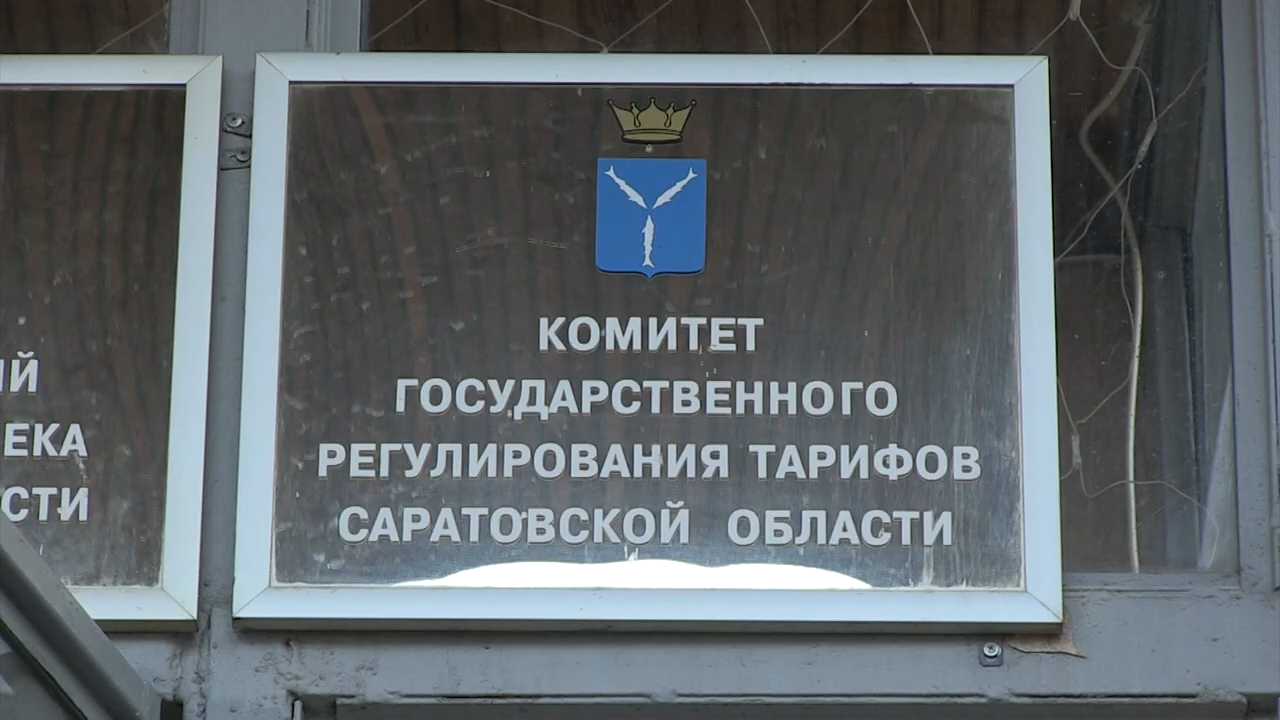 КОМИТЕТ
ГОСУДАРСТВЕННОГО
РЕГУЛИРОВАНИЯ ТАРИФОВ
САРАТОВСКОЙ ОБЛАСТИ